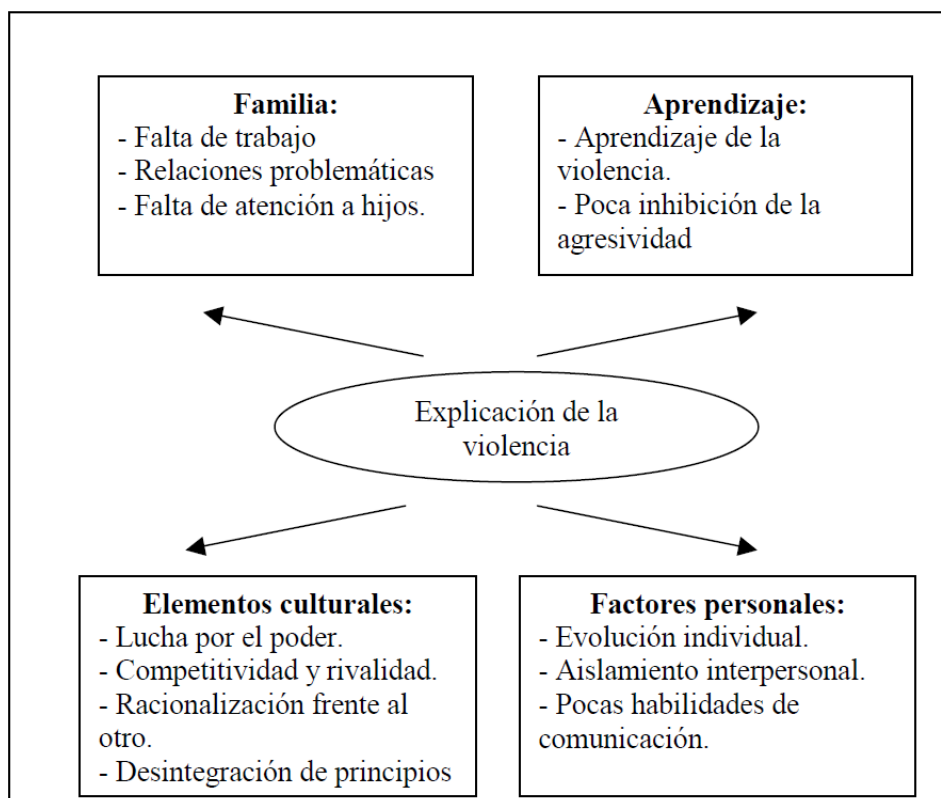 Familia:
- Falta de trabajo
- Relaciones problemáticas
- Falta de atención a hijos.
Aprendizaje:
- Aprendizaje de la
violencia.
- Poca inhibición de la
agresividad
Explicación de la
violencia
Elementos culturales:
- Lucha por el poder.
- Competitividad y rivalidad.
- Racionalización frente al
otro.
- Desintegración de principios
Factores personales:
- Evolución individual.
- Aislamiento interpersonal.
- Pocas habilidades de
comunicación.